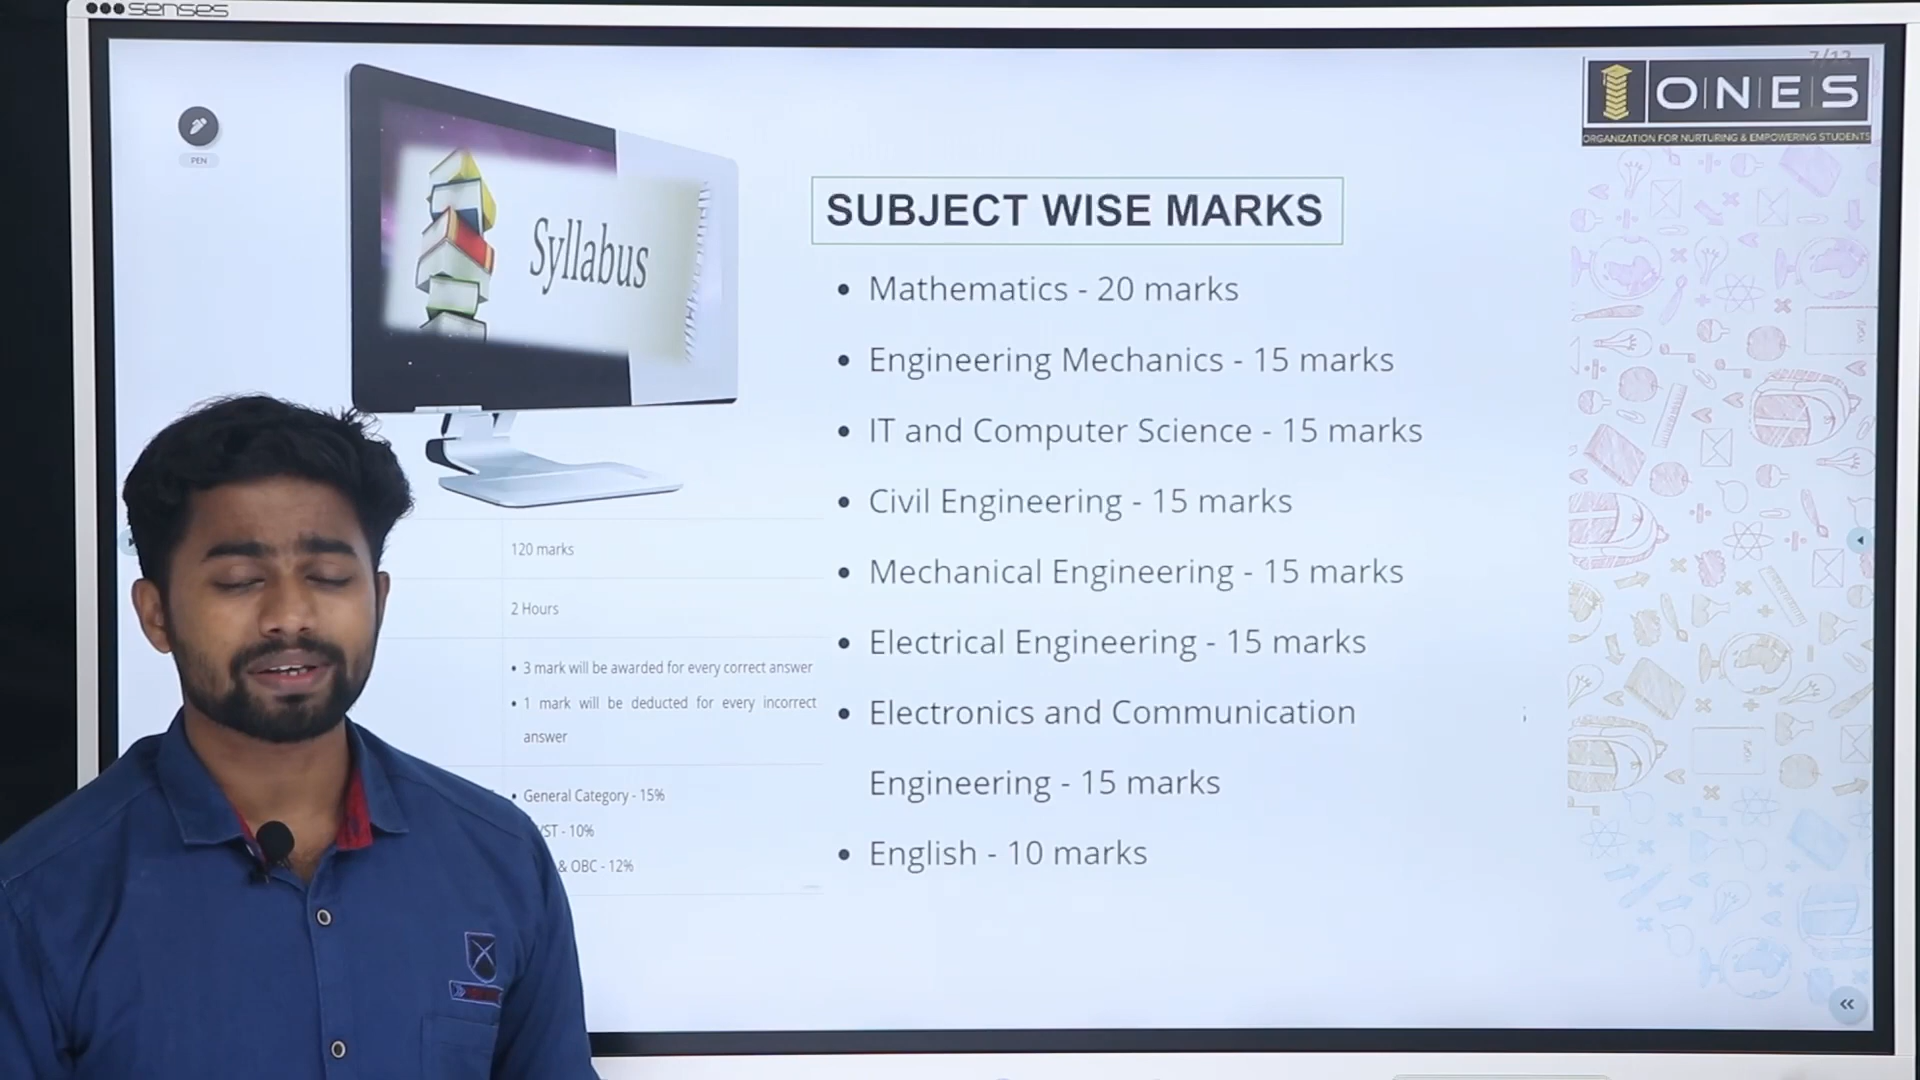 senses
7/12
ONES
ORGANIZATION FOR NURTURING & EMPOWERING STUDENTS
PEN
Syllabus
SUBJECT WISE MARKS
• Mathematics - 20 marks
• Engineering Mechanics - 15 marks
• IT and Computer Science - 15 marks
• Civil Engineering - 15 marks
• Mechanical Engineering - 15 marks
• Electrical Engineering - 15 marks
• Electronics and Communication
Engineering - 15 marks
• English - 10 marks
120 marks
2 Hours
• 3 mark will be awarded for every correct answer
• 1 mark will be deducted for every incorrect
answer
• General Category - 15%
/ST - 10%
& OBC - 12%